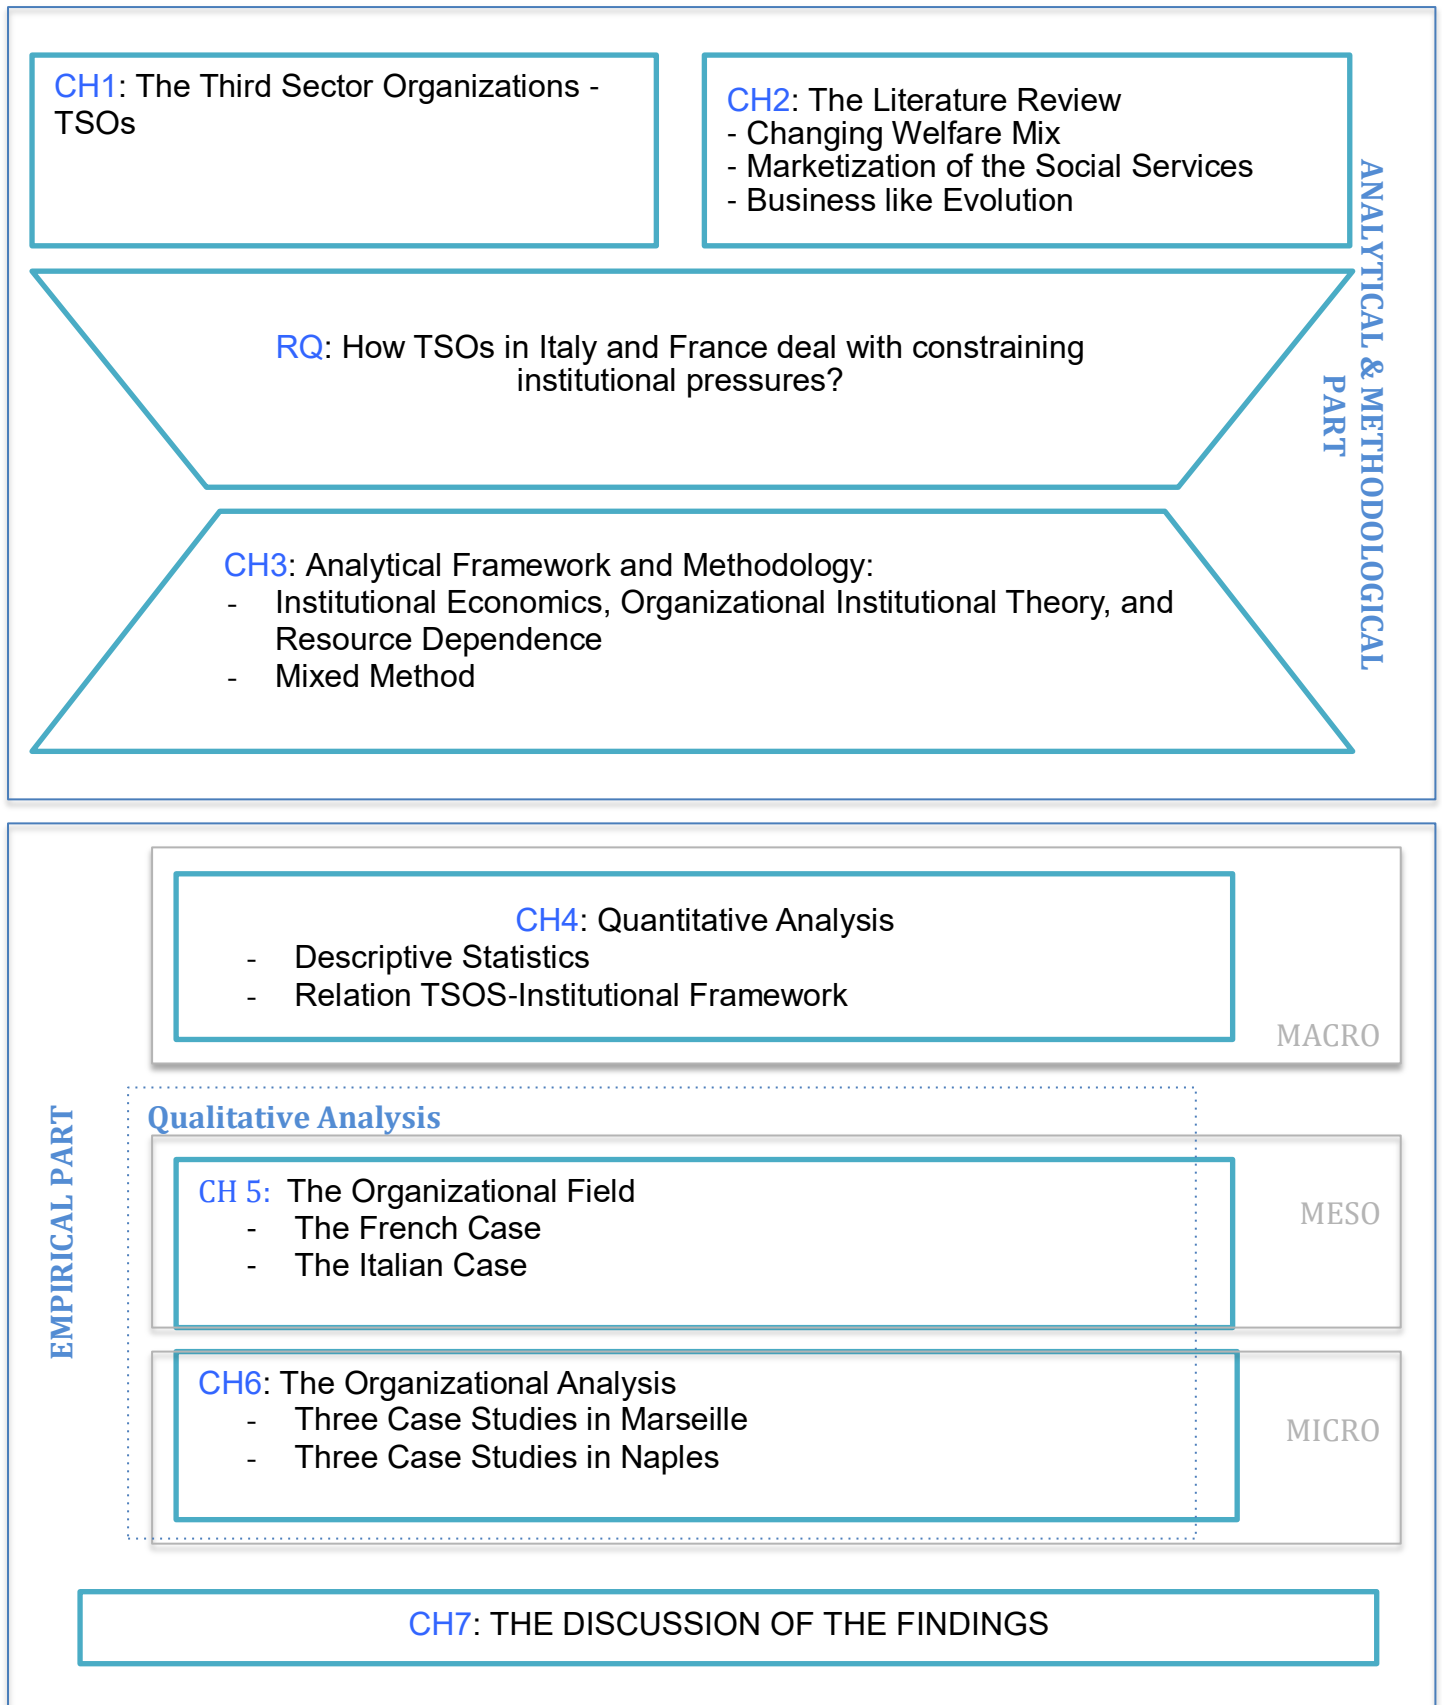 CH1: The Third Sector Organizations -
TSOs
CH2: The Literature Review
- Changing Welfare Mix
- Marketization of the Social Services
- Business like Evolution
ANALYTICAL & METHODOLOGICAL
PART
RQ: How TSOs in Italy and France deal with constraining
institutional pressures?
CH3: Analytical Framework and Methodology:
- Institutional Economics, Organizational Institutional Theory, and
Resource Dependence
- Mixed Method
CH4: Quantitative Analysis
- Descriptive Statistics
- Relation TSOS-Institutional Framework
MACRO
EMPIRICAL PART
Qualitative Analysis
CH 5: The Organizational Field
- The French Case
- The Italian Case
MESO
CH6: The Organizational Analysis
- Three Case Studies in Marseille
- Three Case Studies in Naples
MICRO
CH7: THE DISCUSSION OF THE FINDINGS